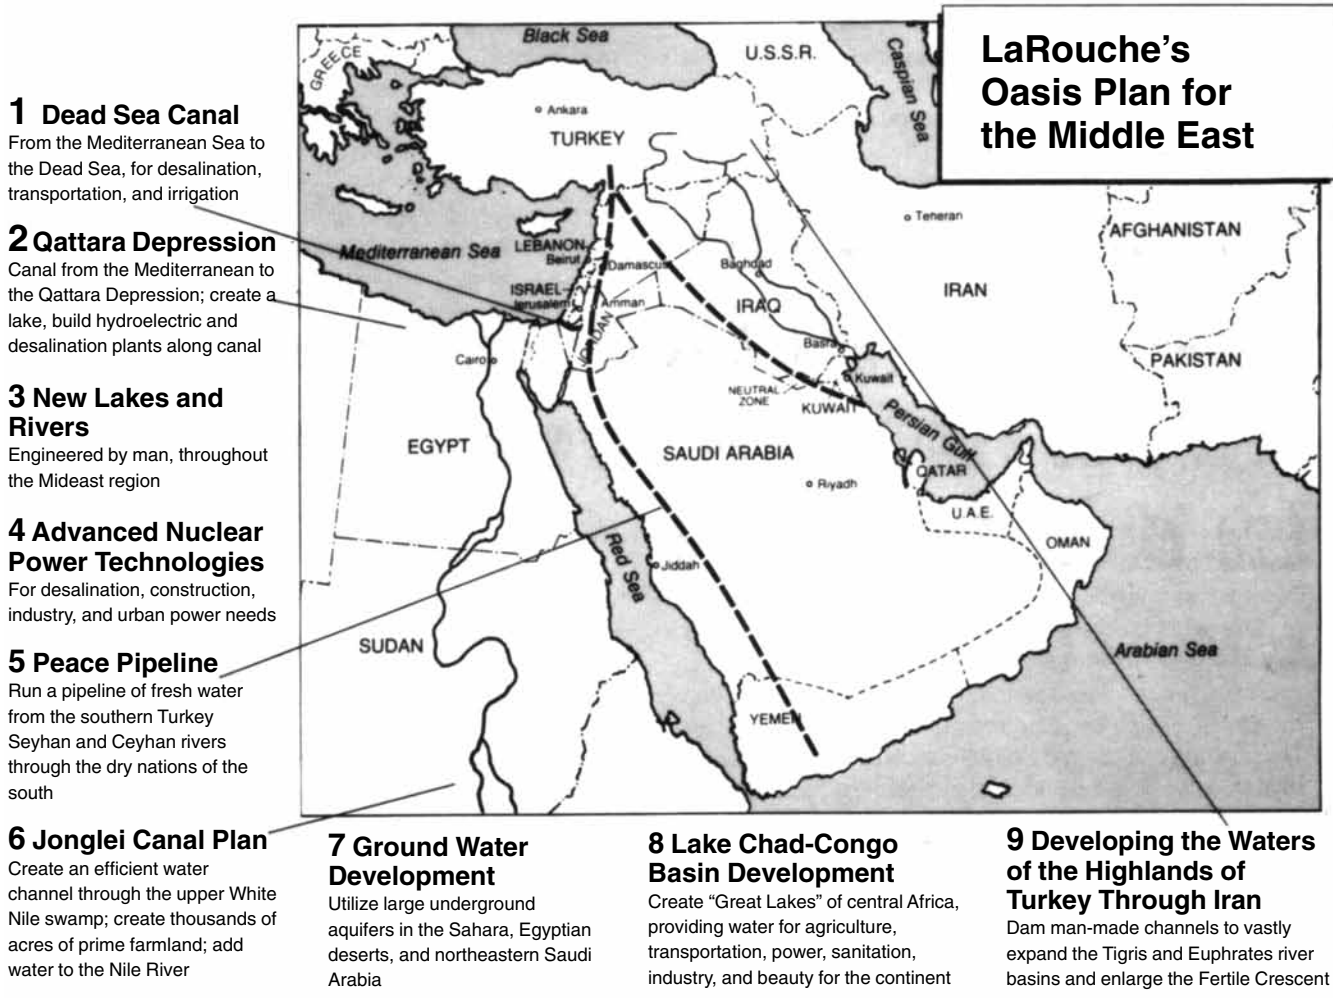 LaRouche's
Oasis Plan for
the Middle East
1 Dead Sea Canal
From the Mediterranean Sea to
the Dead Sea, for desalination,
transportation, and irrigation
2 Qattara Depression
Canal from the Mediterranean to
the Qattara Depression; create a
lake, build hydroelectric and
desalination plants along canal
3 New Lakes and
Rivers
Engineered by man, throughout
the Mideast region
4 Advanced Nuclear
Power Technologies
For desalination, construction,
industry, and urban power needs
5 Peace Pipeline
Run a pipeline of fresh water
from the southern Turkey
Seyhan and Ceyhan rivers
through the dry nations of the
south
6 Jonglei Canal Plan
Create an efficient water
channel through the upper White
Nile swamp; create thousands of
acres of prime farmland; add
water to the Nile River
7 Ground Water
Development
Utilize large underground
aquifers in the Sahara, Egyptian
deserts, and northeastern Saudi
Arabia
8 Lake Chad-Congo
Basin Development
Create “Great Lakes” of central Africa,
providing water for agriculture,
transportation, power, sanitation,
industry, and beauty for the continent
9 Developing the Waters
of the Highlands of
Turkey Through Iran
Dam man-made channels to vastly
expand the Tigris and Euphrates river
basins and enlarge the Fertile Crescent
GREECE
Black Sea
U.S.S.R.
Caspian Sea
Ankara
TURKEY
Teheran
AFGHANISTAN
Mediterranean Sea
LEBANON
Beirut
Damascus
Baghdad
ISRAEL
Jerusalem
Amman
JORDAN
IRAQ
IRAN
Cairo
Basra
PAKISTAN
NEUTRAL
ZONE
Kuwait
KUWAIT
Persian Gulf
EGYPT
SAUDI ARABIA
QATAR
Riyadh
U.A.E.
OMAN
Red Sea
Jiddah
SUDAN
Arabian Sea
YEMEN